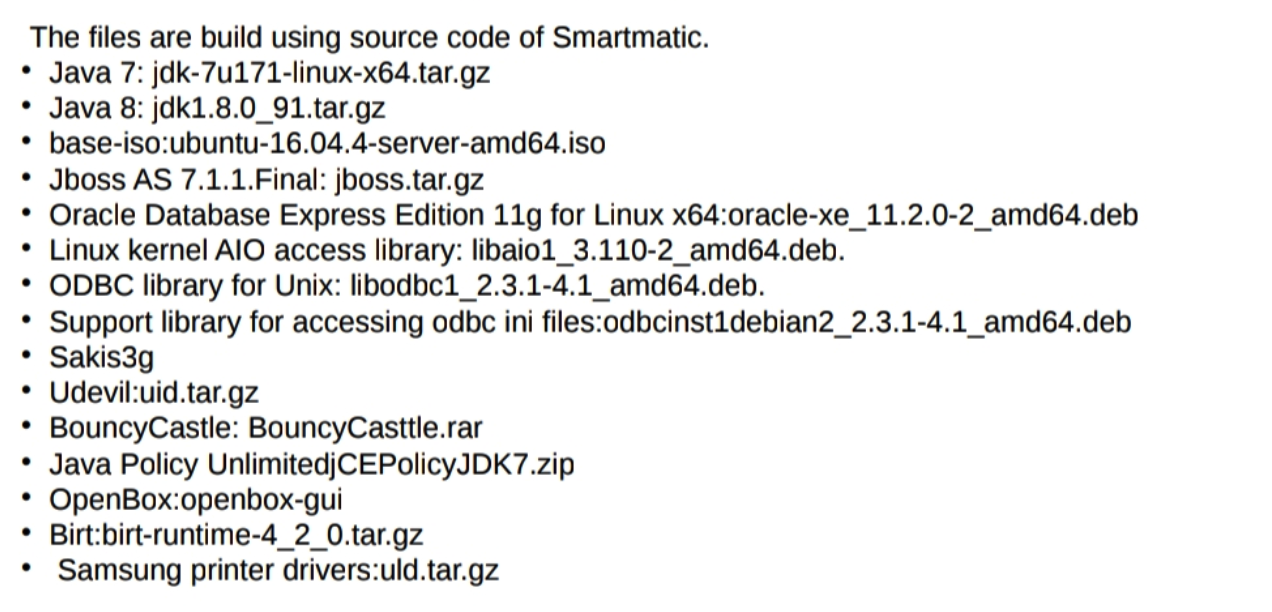 The files are build using source code of Smartmatic.
• Java 7: jdk-7u171-linux-x64.tar.gz
• Java 8: jdk1.8.0_91.tar.gz
• base-iso:ubuntu-16.04.4-server-amd64.iso
• Jboss AS 7.1.1.Final: jboss.tar.gz
• Oracle Database Express Edition 11g for Linux x64:oracle-xe_11.2.0-2_amd64.deb
• Linux kernel AIO access library: libaio1_3.110-2_amd64.deb.
• ODBC library for Unix: libodbc1_2.3.1-4.1_amd64.deb.
• Support library for accessing odbc ini files:odbcinst1debian2_2.3.1-4.1_amd64.deb
• Sakis3g
• Udevil:uid.tar.gz
• BouncyCastle: BouncyCasttle.rar
• Java Policy UnlimitedjCEPolicyJDK7.zip
• OpenBox:openbox-gui
• Birt:birt-runtime-4_2_0.tar.gz
• Samsung printer drivers:uld.tar.gz